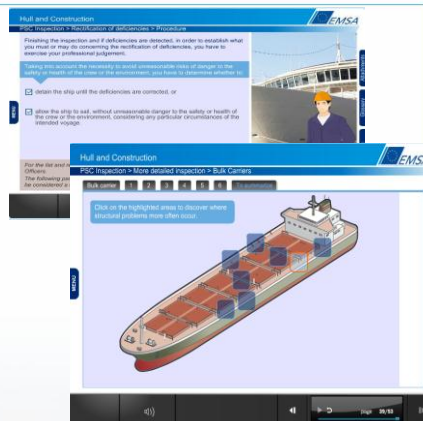 Hull and Construction
EMSA
PSC Inspection > Rectification of deficiencies > Procedure
Finishing the inspection and if deficiencies are detected, in order to establish what
you must or may do concerning the rectification of deficiencies, you have to
exercise your professional judgement.
Taking into account the necessity to avoid unreasonable risks of danger to the
safety or health of the crew or the environment, you have to determine whether to:
detain the ship until the deficiencies are corrected, or
allow the ship to sail, without unreasonable danger to the safety or health of
the crew or the environment, considering any particular circumstances of the
intended voyage.
MENU
For the list and
Officers.
The following
be considered a
Hull and Construction
EMSA
PSC Inspection > More detailed inspection > Bulk Carriers
Bulk carrier 1 2 3 4 5 6 To summarise
Click on the highlighted areas to discover where
structural problems more often occur.
MENU
page 29/53